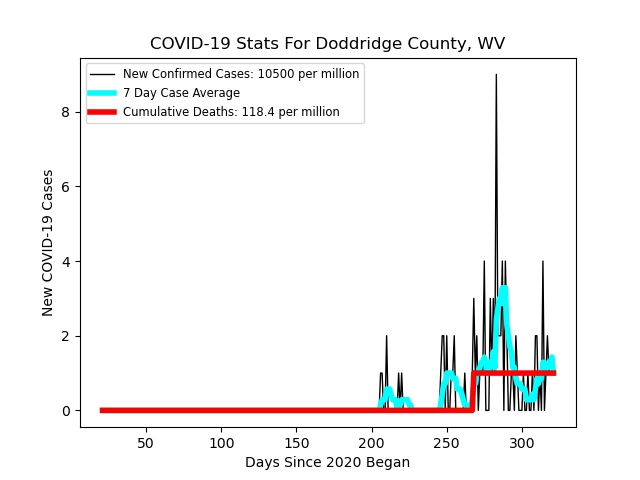 COVID-19 Stats For Doddridge County, WV
New Confirmed Cases: 10500 per million
7 Day Case Average
Cumulative Deaths: 118.4 per million
New COVID-19 Cases
8
6
4
2
0
50 100 150 200 250 300
Days Since 2020 Began